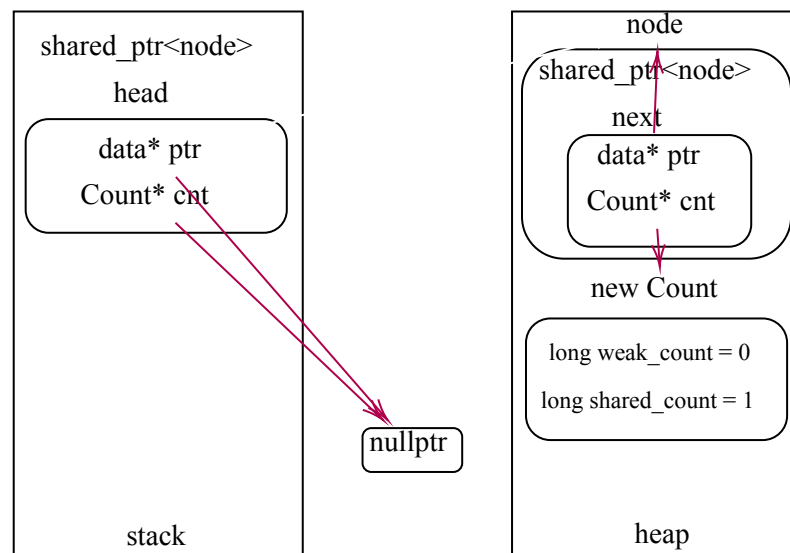 shared_ptr<node>
head
data* ptr
Count* cnt
stack
nullptr
node
shared_ptr<node>
next
data* ptr
Count* cnt
new Count
long weak_count = 0
long shared_count = 1
heap